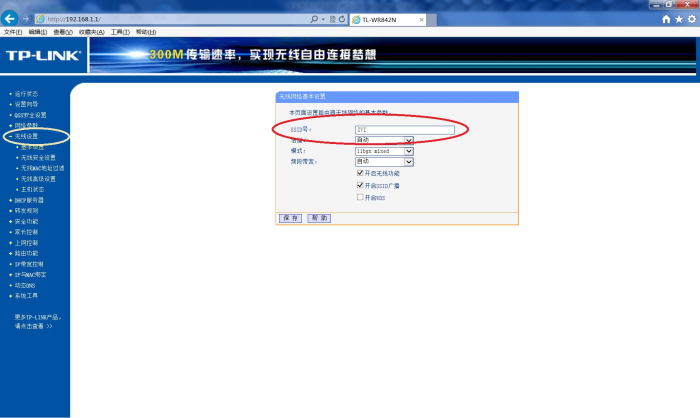 http://192.168.1.1/
TL-WR842N
文件(F) 编辑(E) 查看(V) 收藏夹(A) 工具(T) 帮助(H)
TP-LINK
300M传输速率，实现无线自由连接梦想
运行状态
设置向导
QSS安全设置
网络参数
无线设置
基本设置
无线安全设置
无线MAC地址过滤
无线高级设置
主机状态
DHCP服务器
转发规则
安全功能
家长控制
上网控制
路由功能
IP带宽控制
IP与MAC绑定
动态DNS
系统工具
更多TP-LINK产品，
请点击查看 >>
无线网络基本设置
本页面设置路由器无线网络的基本参数。
SSID号：
自动
模式： 11bgn mixed
频段带宽： 自动
开启无线功能
开启SSID广播
开启WDS
保存 帮助